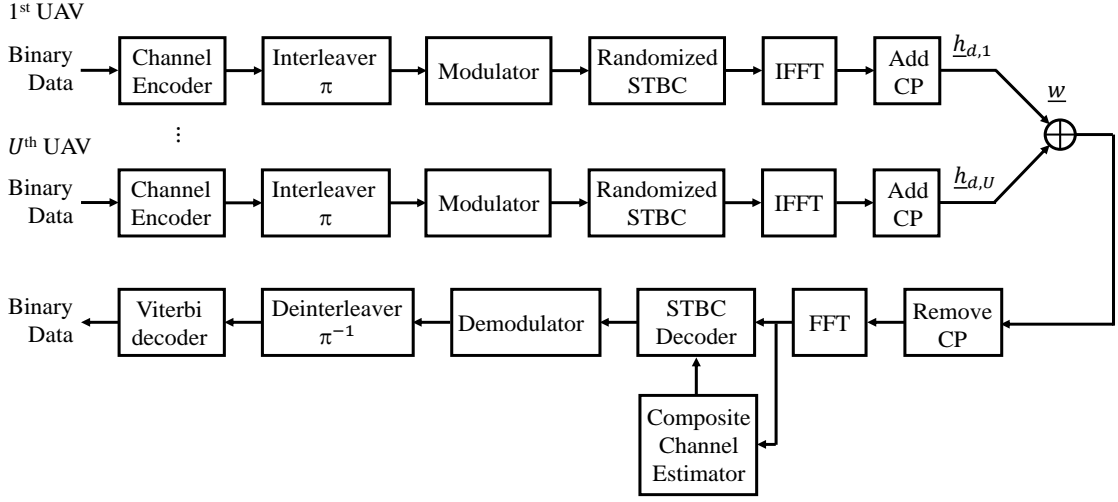 1st UAV
Binary Data
Channel Encoder
Interleaver π
Modulator
Randomized STBC
IFFT
Add CP
h_{d,1}
w
⋮
Uth UAV
Binary Data
Channel Encoder
Interleaver π
Modulator
Randomized STBC
IFFT
Add CP
h_{d,U}
Binary Data
Viterbi decoder
Deinterleaver π⁻¹
Demodulator
STBC Decoder
FFT
Remove CP
Composite Channel Estimator